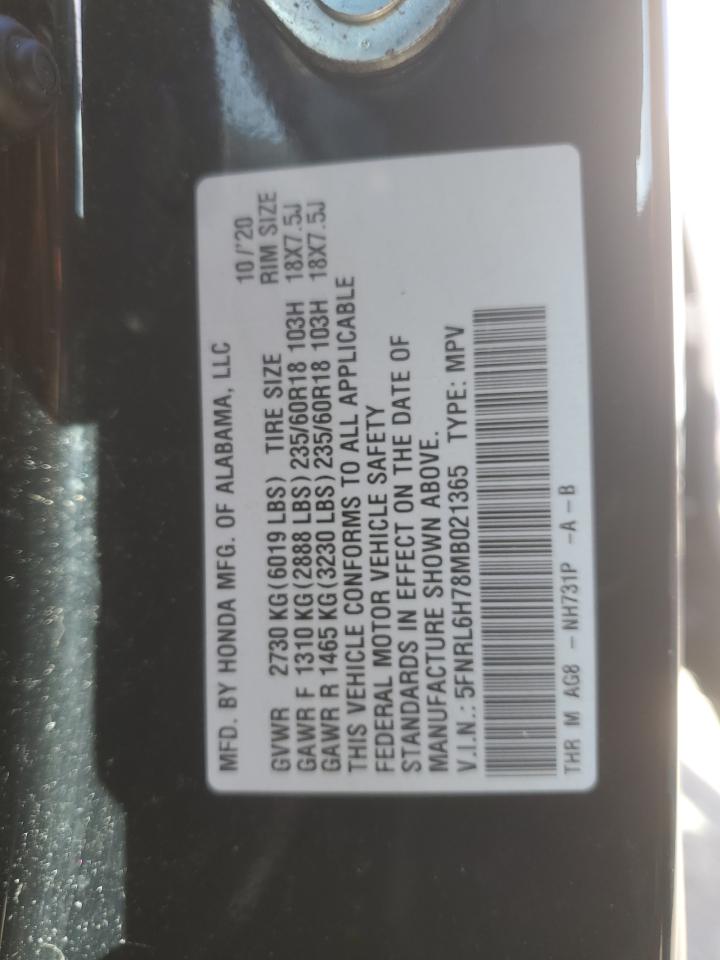 MFD. BY HONDA MFG. OF ALABAMA, LLC 10/'20
GVWR 2730 KG(6019 LBS) TIRE SIZE RIM SIZE
GAWR F 1310 KG(2888 LBS)235/60R18 103H 18X7.5J
GAWR R 1465 KG(3230 LBS)235/60R18 103H 18X7.5J
THIS VEHICLE CONFORMS TO ALL APPLICABLE
FEDERAL MOTOR VEHICLE SAFETY
STANDARDS IN EFFECT ON THE DATE OF
MANUFACTURE SHOWN ABOVE.
V.I.N.: 5FNRL6H78MB021365 TYPE: MPV
THR M AG8 - NH731P -A-B